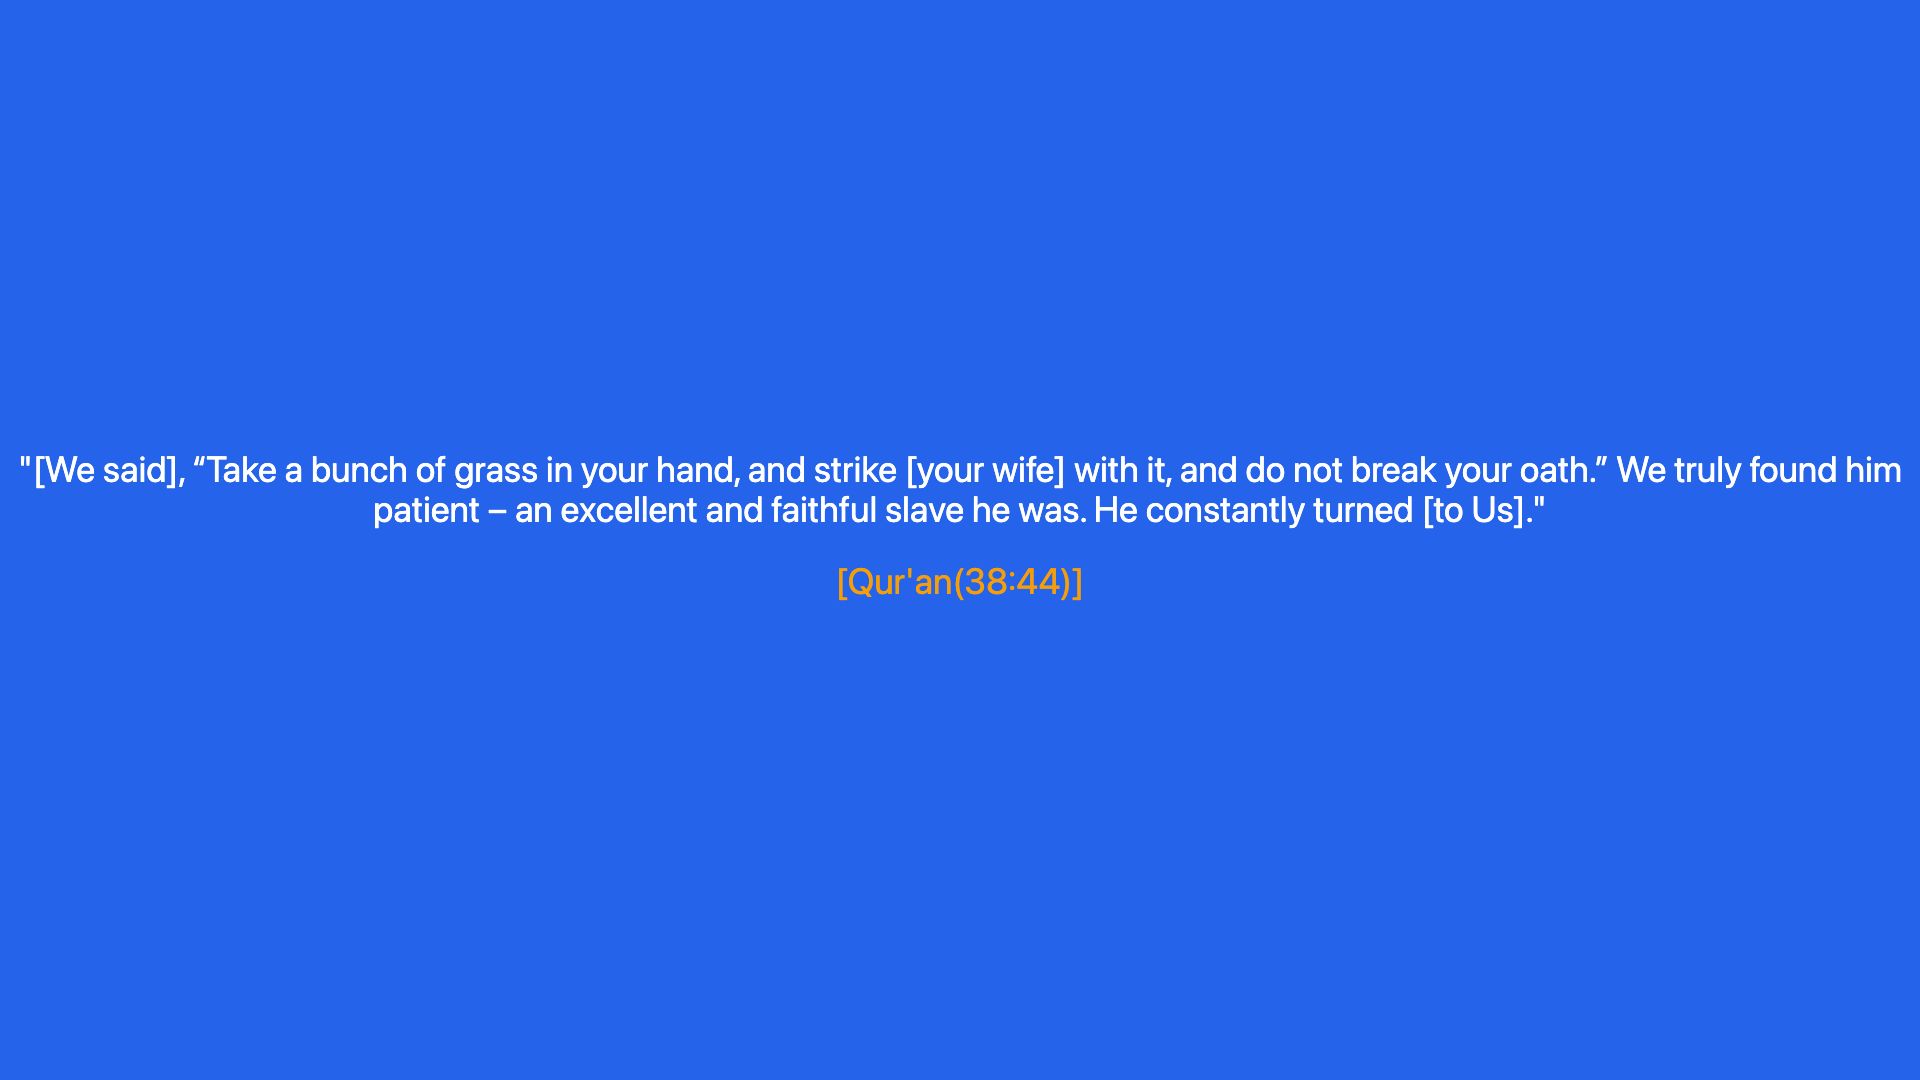 "[We said], “Take a bunch of grass in your hand, and strike [your wife] with it, and do not break your oath.” We truly found him
patient – an excellent and faithful slave he was. He constantly turned [to Us]."
[Qur'an(38:44)]